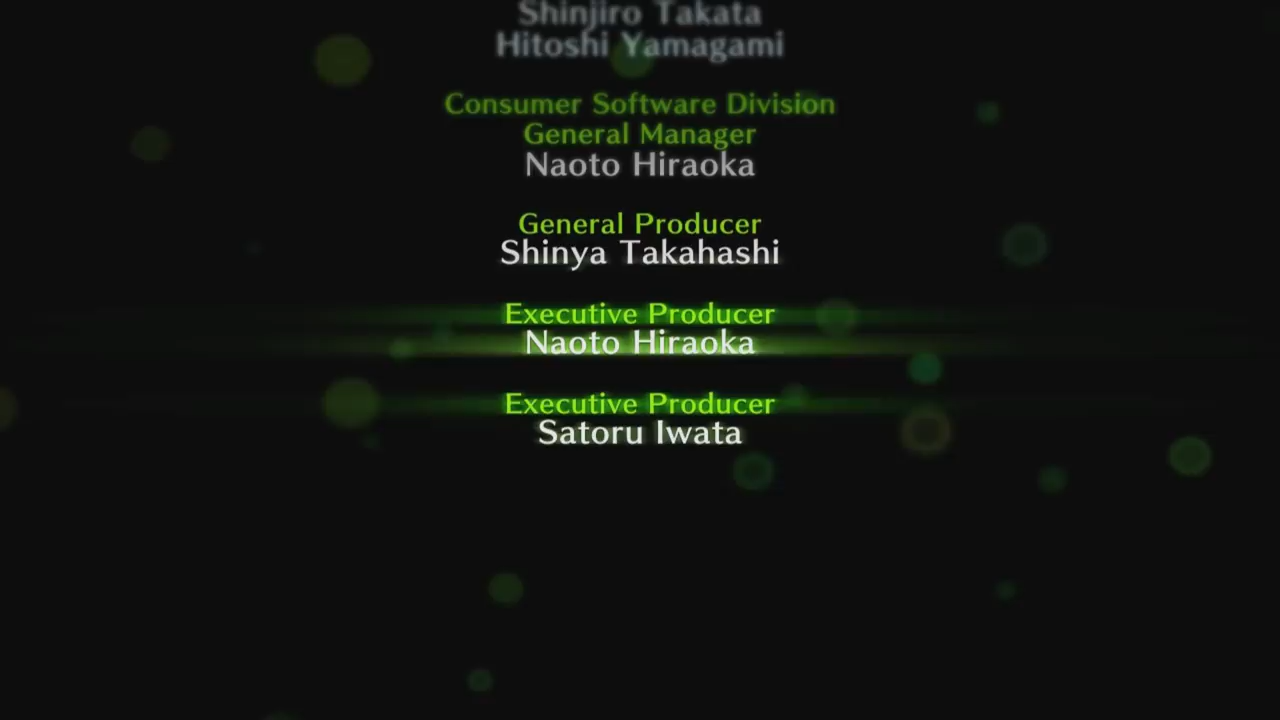 Shinjiro Takata
Hitoshi Yamagami
Consumer Software Division
General Manager
Naoto Hiraoka
General Producer
Shinya Takahashi
Executive Producer
Naoto Hiraoka
Executive Producer
Satoru Iwata